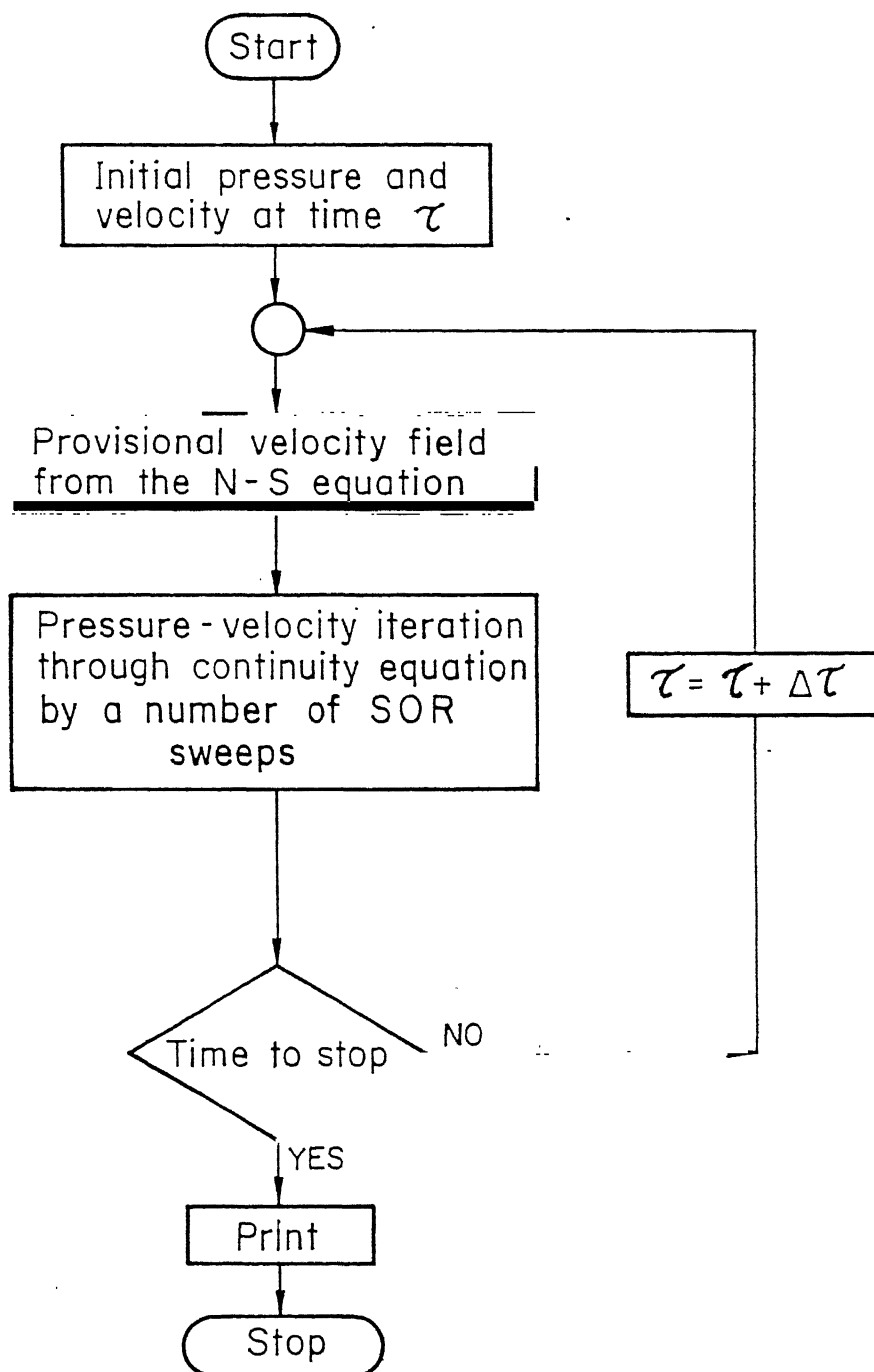 Start
Initial pressure and
velocity at time τ
Provisional velocity field
from the N-S equation
Pressure-velocity iteration
through continuity equation
by a number of SOR
sweeps
τ = τ + Δτ
Time to stop
NO
YES
Print
Stop